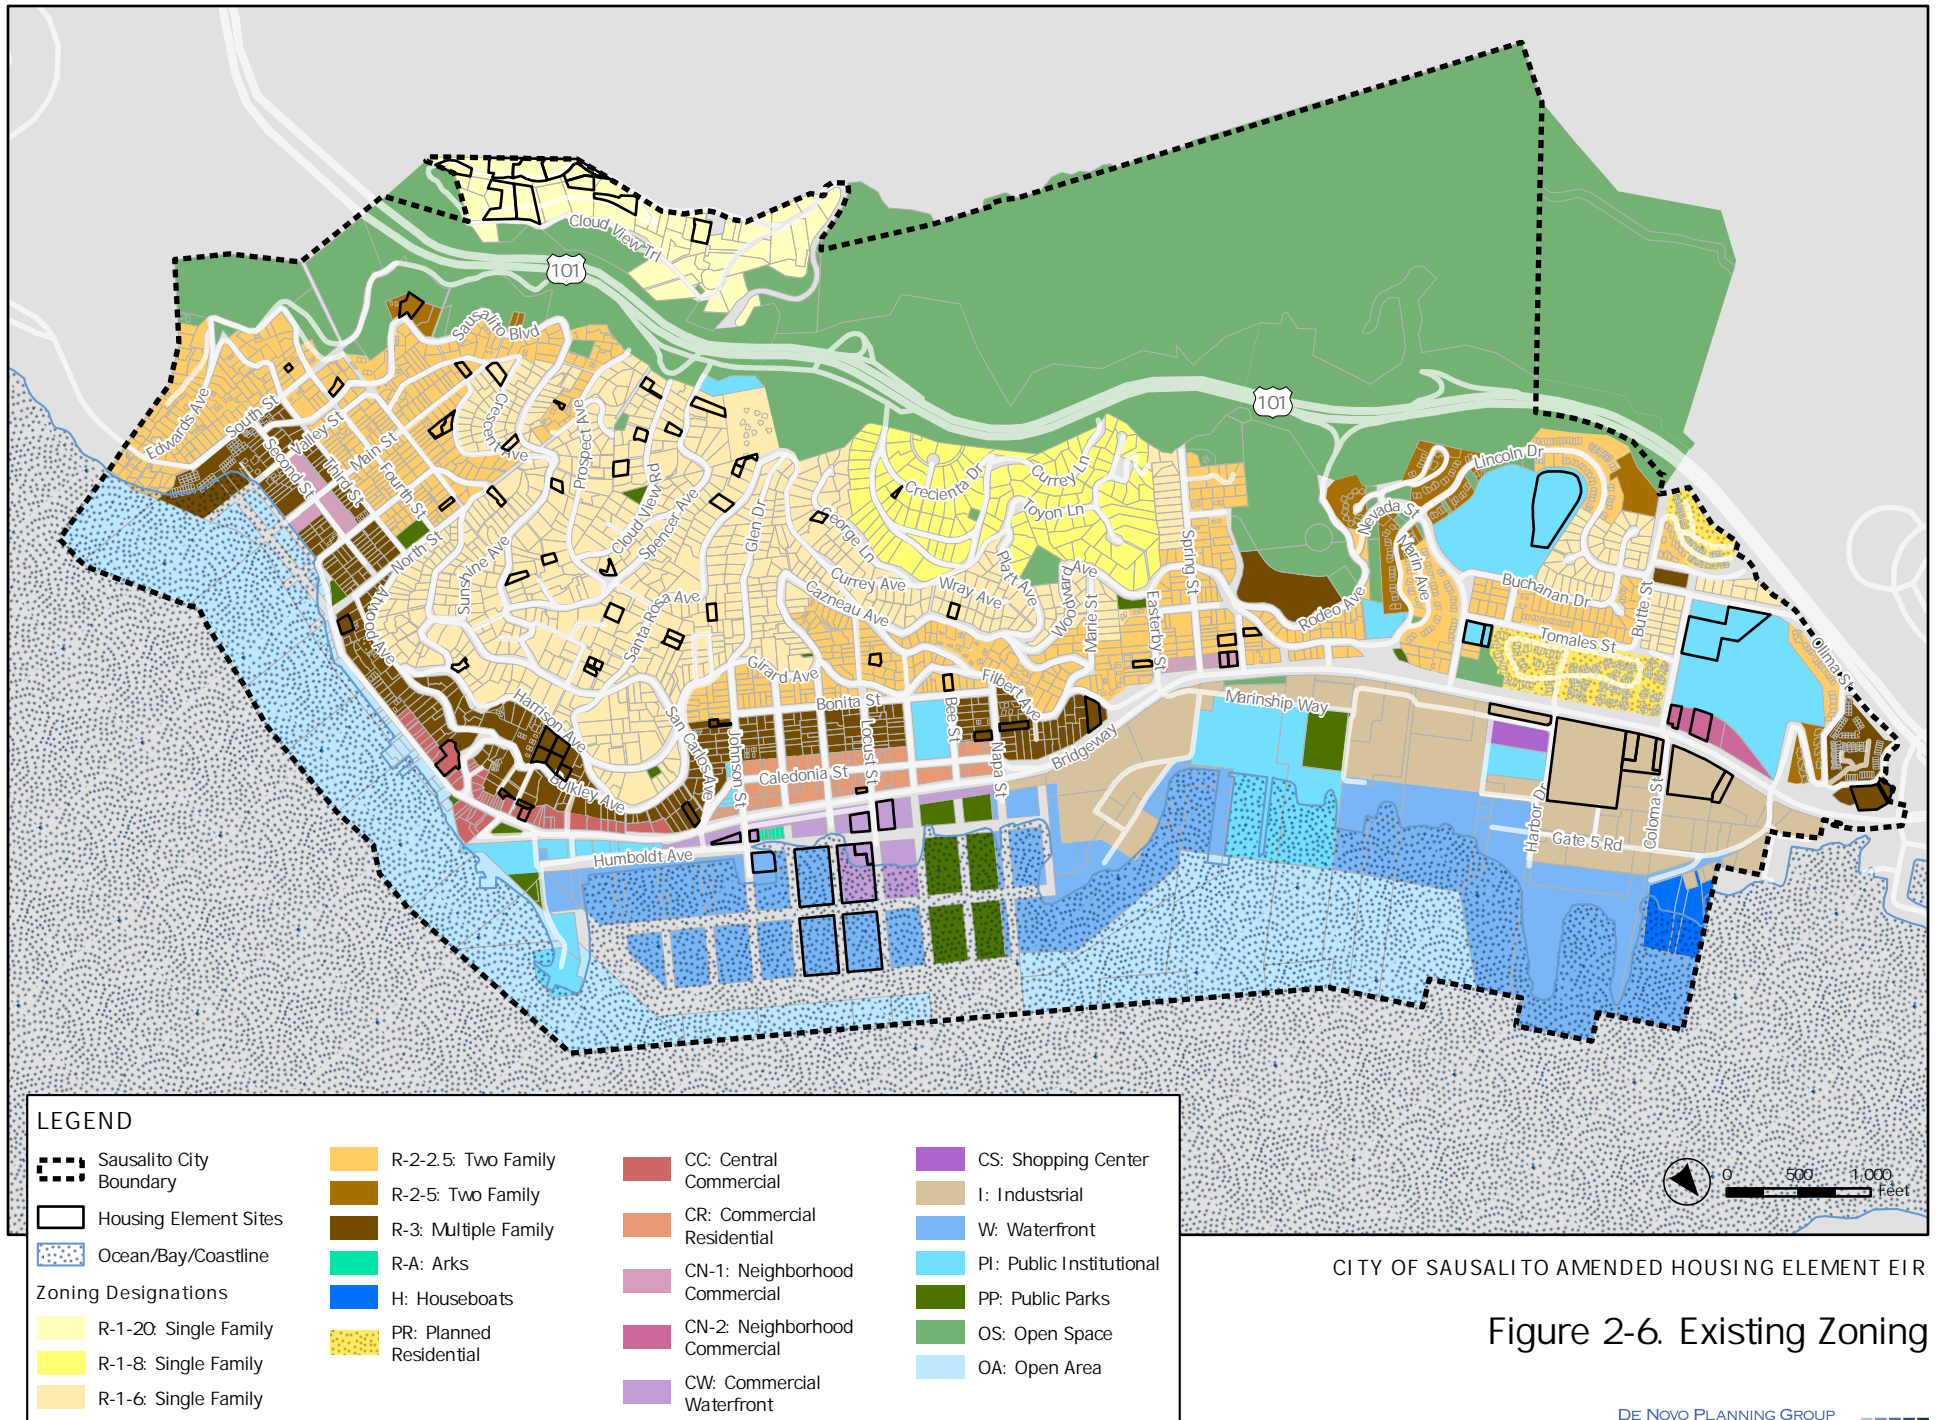 Cloud View Trl
101
Sausalito Blvd
101
Edwards Ave
South St
Valley St
Second St
Third St
Main St
Fourth St
Crescent Ave
Prospect Ave
Cloud View Rd
Spencer Ave
Glen Dr
George Ln
Crecienta Dr
Currey Ln
Toyon Ln
Platt Ave
Woodward Ave
Marie St
Easterby St
Spring St
Rodeo Ave
Nevada St
Marin Ave
Lincoln Dr
Buchanan Dr
Butte St
Tomales St
Olima St
North St
Atwood Ave
Sunshine Ave
Santa Rosa Ave
Currey Ave
Wray Ave
Cazneau Ave
Girard Ave
Filbert Ave
Bonita St
Harrison Ave
Bulkley Ave
San Carlos Ave
Johnson St
Caledonia St
Locust St
Bee St
Napa St
Bridgeway
Marinship Way
Harbor Dr
Coloma St
Gate 5 Rd
Humboldt Ave
LEGEND
Sausalito City
Boundary
Housing Element Sites
Ocean/Bay/Coastline
Zoning Designations
R-1-20: Single Family
R-1-8: Single Family
R-1-6: Single Family
R-2-2.5: Two Family
R-2-5: Two Family
R-3: Multiple Family
R-A: Arks
H: Houseboats
PR: Planned
Residential
CC: Central
Commercial
CR: Commercial
Residential
CN-1: Neighborhood
Commercial
CN-2: Neighborhood
Commercial
CW: Commercial
Waterfront
CS: Shopping Center
I: Industsrial
W: Waterfront
PI: Public Institutional
PP: Public Parks
OS: Open Space
OA: Open Area
0 500 1,000
Feet
CITY OF SAUSALITO AMENDED HOUSING ELEMENT EIR
Figure 2-6. Existing Zoning
DE NOVO PLANNING GROUP